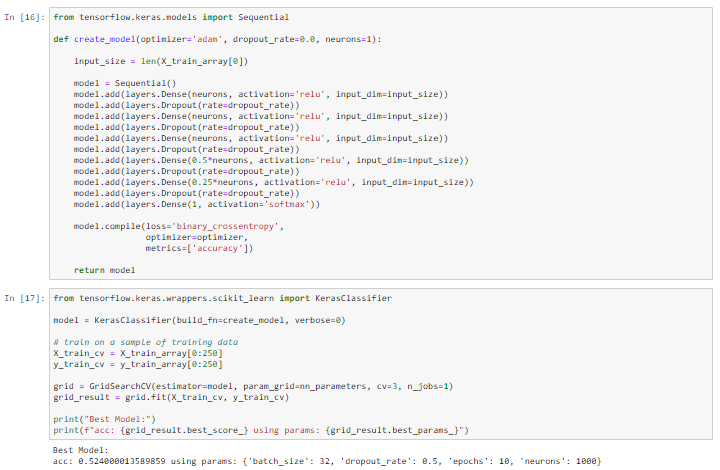 In [16]: from tensorflow.keras.models import Sequential
def create_model(optimizer='adam', dropout_rate=0.0, neurons=1):
input_size = len(X_train_array[0])
model = Sequential()
model.add(layers.Dense(neurons, activation='relu', input_dim=input_size))
model.add(layers.Dropout(rate=dropout_rate))
model.add(layers.Dense(neurons, activation='relu', input_dim=input_size))
model.add(layers.Dropout(rate=dropout_rate))
model.add(layers.Dense(neurons, activation='relu', input_dim=input_size))
model.add(layers.Dropout(rate=dropout_rate))
model.add(layers.Dense(0.5*neurons, activation='relu', input_dim=input_size))
model.add(layers.Dropout(rate=dropout_rate))
model.add(layers.Dense(0.25*neurons, activation='relu', input_dim=input_size))
model.add(layers.Dropout(rate=dropout_rate))
model.add(layers.Dense(1, activation='softmax'))
model.compile(loss='binary_crossentropy',
optimizer=optimizer,
metrics=['accuracy'])
return model
In [17]: from tensorflow.keras.wrappers.scikit_learn import KerasClassifier
model = KerasClassifier(build_fn=create_model, verbose=0)
# train on a sample of training data
X_train_cv = X_train_array[0:250]
y_train_cv = y_train_array[0:250]
grid = GridSearchCV(estimator=model, param_grid=nn_parameters, cv=3, n_jobs=1)
grid_result = grid.fit(X_train_cv, y_train_cv)
print("Best Model:")
print(f"acc: {grid_result.best_score_} using params: {grid_result.best_params_}")
Best Model:
acc: 0.524000013589859 using params: {'batch_size': 32, 'dropout_rate': 0.5, 'epochs': 10, 'neurons': 1000}